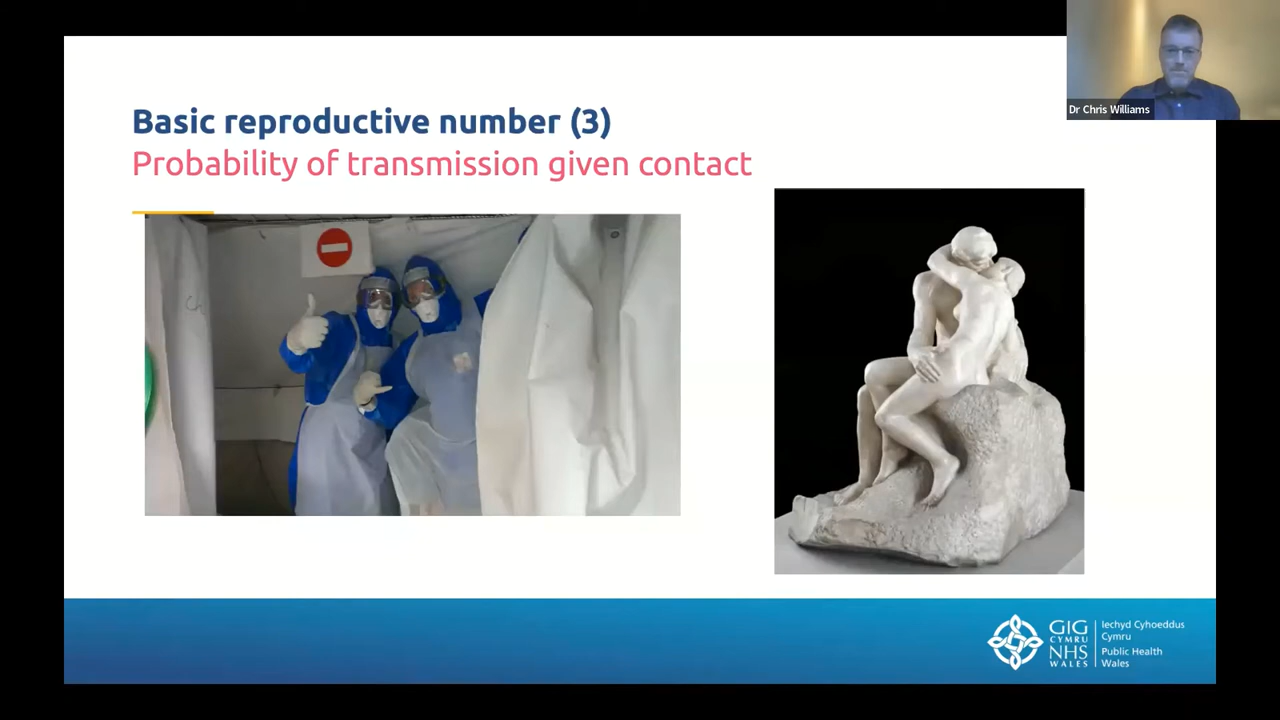 Basic reproductive number (3)
Probability of transmission given contact
Dr Chris Williams
GIG
CYMRU
NHS
WALES
Iechyd Cyhoeddus
Cymru
Public Health
Wales